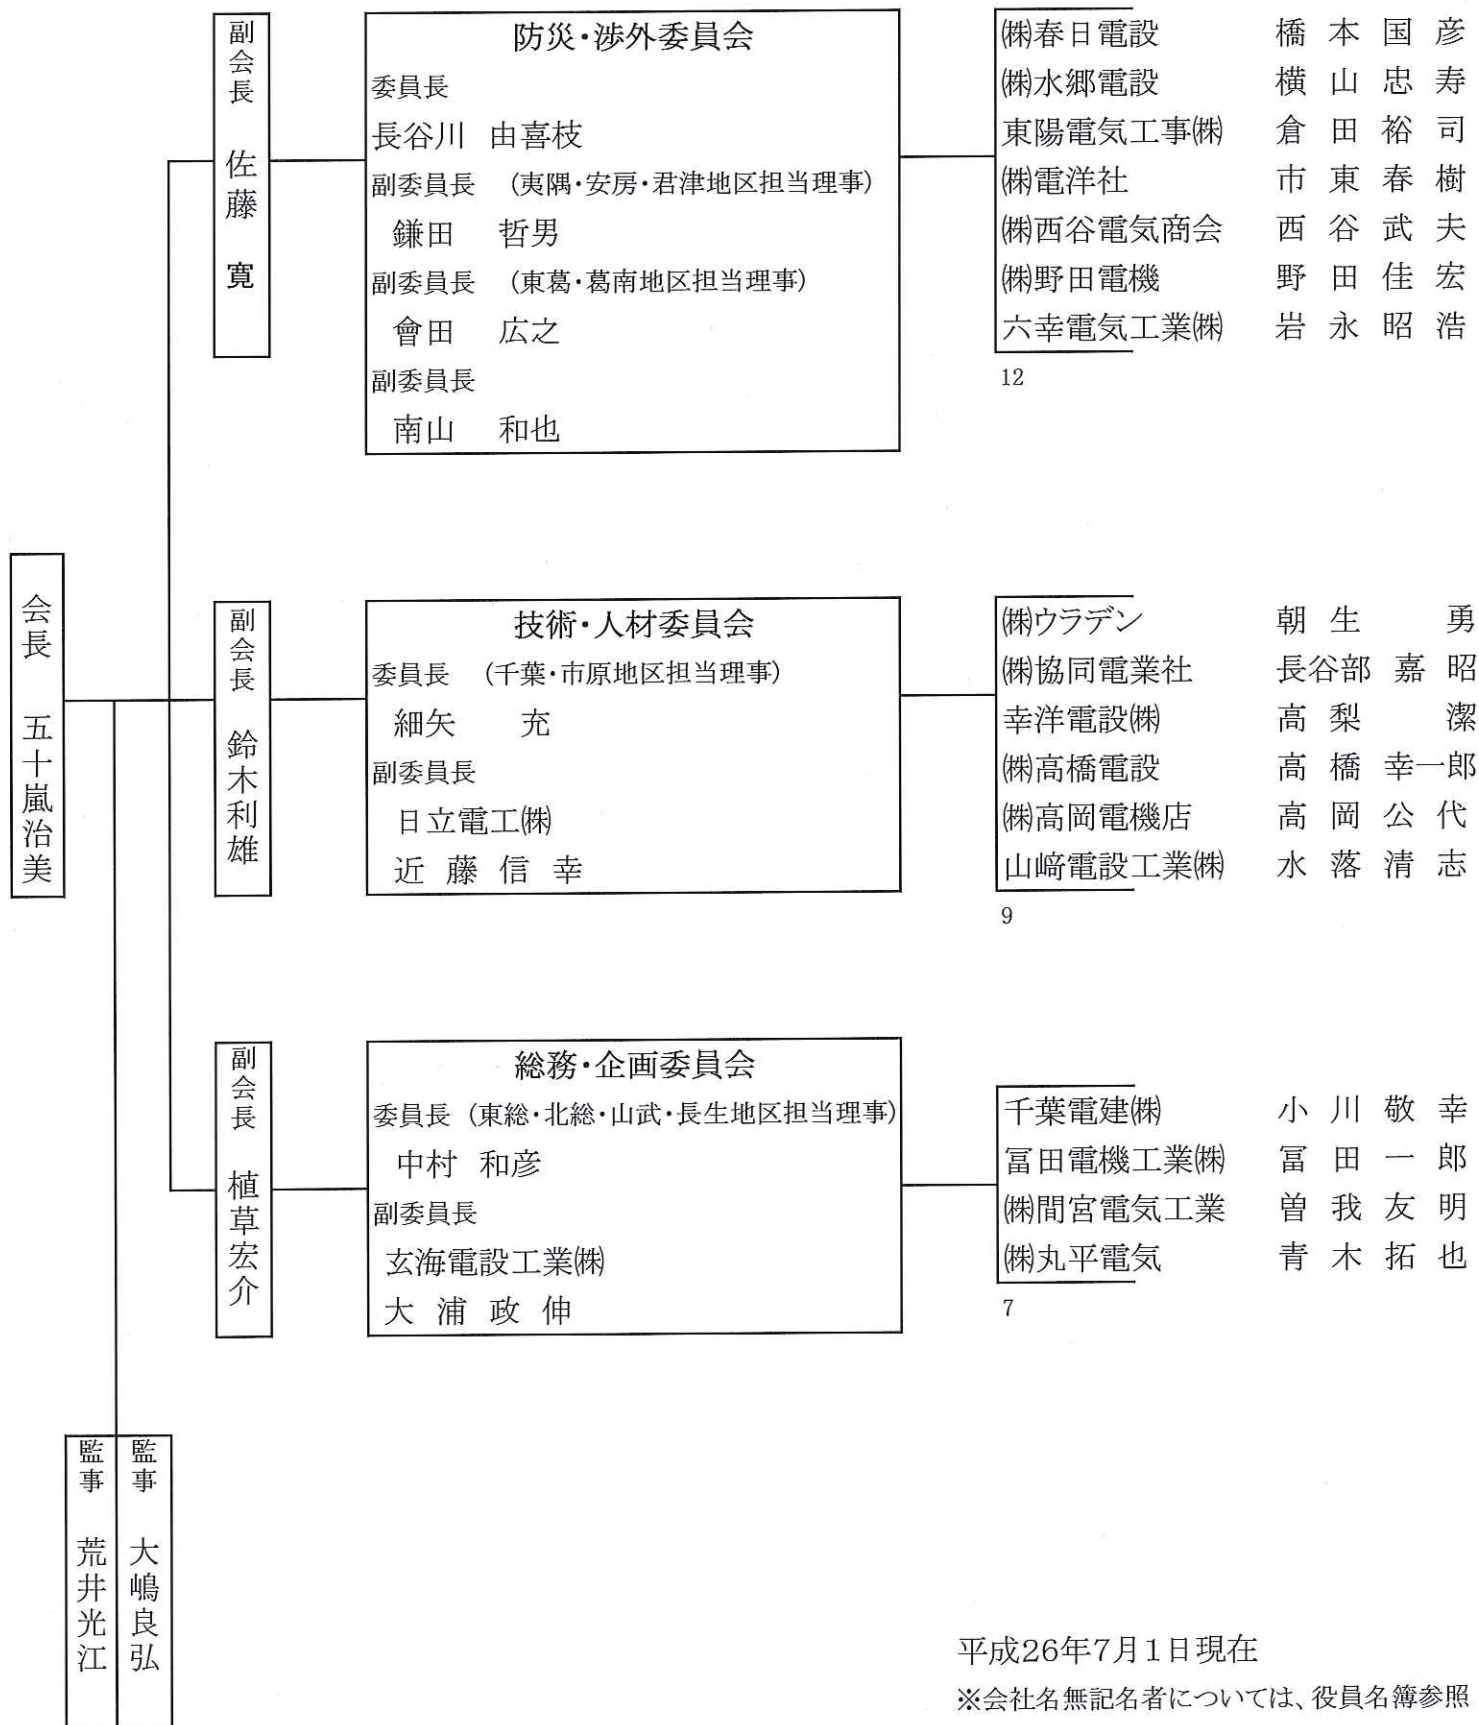 会長 五十嵐治美
副会長 佐藤 寛
防災・渉外委員会
委員長
長谷川 由喜枝
副委員長 (夷隅・安房・君津地区担当理事)
鎌田 哲男
副委員長 (東葛・葛南地区担当理事)
會田 広之
副委員長
南山 和也
㈱春日電設 橋本国彦
㈱水郷電設 横山忠寿
東陽電気工事㈱ 倉田裕司
㈱電洋社 市東春樹
㈱西谷電気商会 西谷武夫
㈱野田電機 野田佳宏
六幸電気工業㈱ 岩永昭浩
12
副会長 鈴木利雄
技術・人材委員会
委員長 (千葉・市原地区担当理事)
細矢 充
副委員長
日立電工㈱
近藤信幸
㈱ウラデン 朝生 勇
㈱協同電業社 長谷部嘉昭
幸洋電設㈱ 高梨 潔
㈱高橋電設 高橋幸一郎
㈱高岡電機店 高岡公代
山﨑電設工業㈱ 水落清志
9
副会長 植草宏介
総務・企画委員会
委員長 (東総・北総・山武・長生地区担当理事)
中村 和彦
副委員長
玄海電設工業㈱
大浦政伸
千葉電建㈱ 小川敬幸
冨田電機工業㈱ 冨田一郎
㈱間宮電気工業 曽我友明
㈱丸平電気 青木拓也
7
監事 大嶋良弘
監事 荒井光江
平成26年7月1日現在
※会社名無記名者については、役員名簿参照